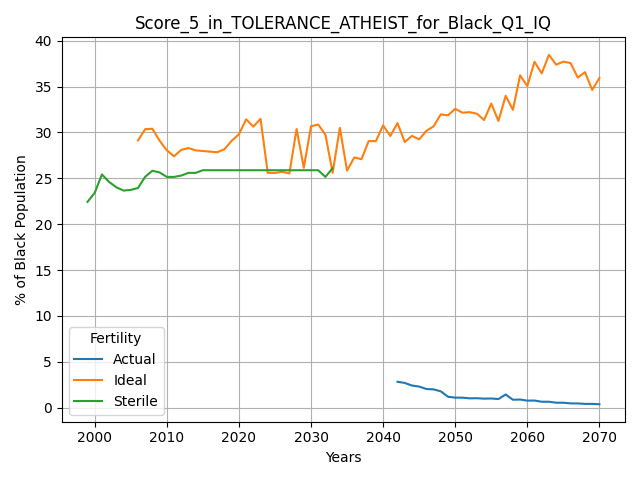 Score_5_in_TOLERANCE_ATHEIST_for_Black_Q1_IQ
40
35
30
25
20
15
10
5
0
% of Black Population
Fertility
Actual
Ideal
Sterile
2000 2010 2020 2030 2040 2050 2060 2070
Years